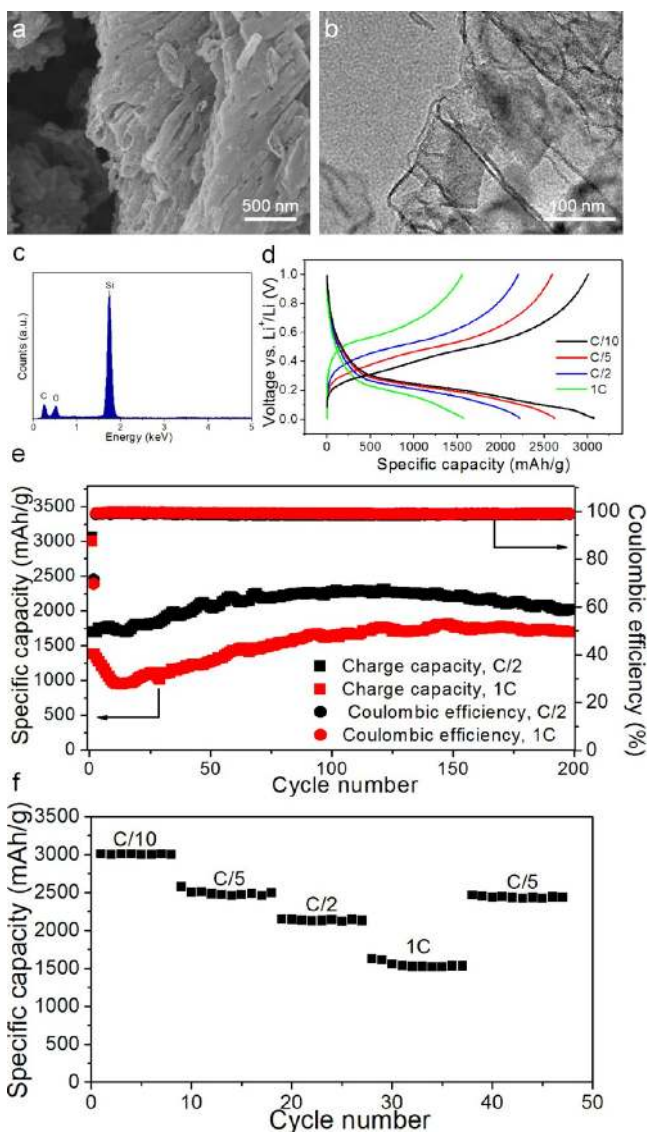 a
500 nm
b
100 nm
c
Counts (a.u.)
Si
C
O
0 1 2 3 4 5
Energy (keV)
d
Voltage vs. Li⁺/Li (V)
1.0
0.8
0.6
0.4
0.2
0.0
C/10
C/5
C/2
1C
0 500 1000 1500 2000 2500 3000 3500
Specific capacity (mAh/g)
e
Specific capacity (mAh/g)
3500
3000
2500
2000
1500
1000
500
0
Charge capacity, C/2
Charge capacity, 1C
Coulombic efficiency, C/2
Coulombic efficiency, 1C
100
80
60
40
20
0
Coulombic efficiency (%)
0 50 100 150 200
Cycle number
f
Specific capacity (mAh/g)
3500
3000
2500
2000
1500
1000
500
0
C/10
C/5
C/2
1C
C/5
0 10 20 30 40 50
Cycle number